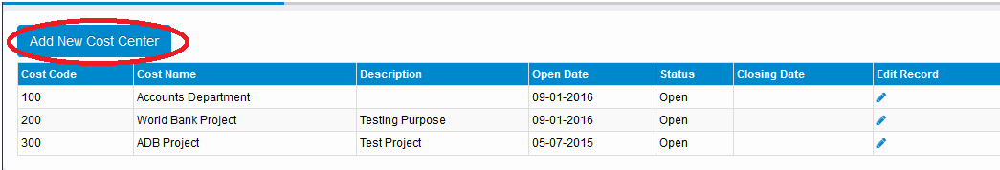 Add New Cost Center
Cost Code Cost Name Description Open Date Status Closing Date Edit Record
100 Accounts Department 09-01-2016 Open
200 World Bank Project Testing Purpose 09-01-2016 Open
300 ADB Project Test Project 05-07-2015 Open